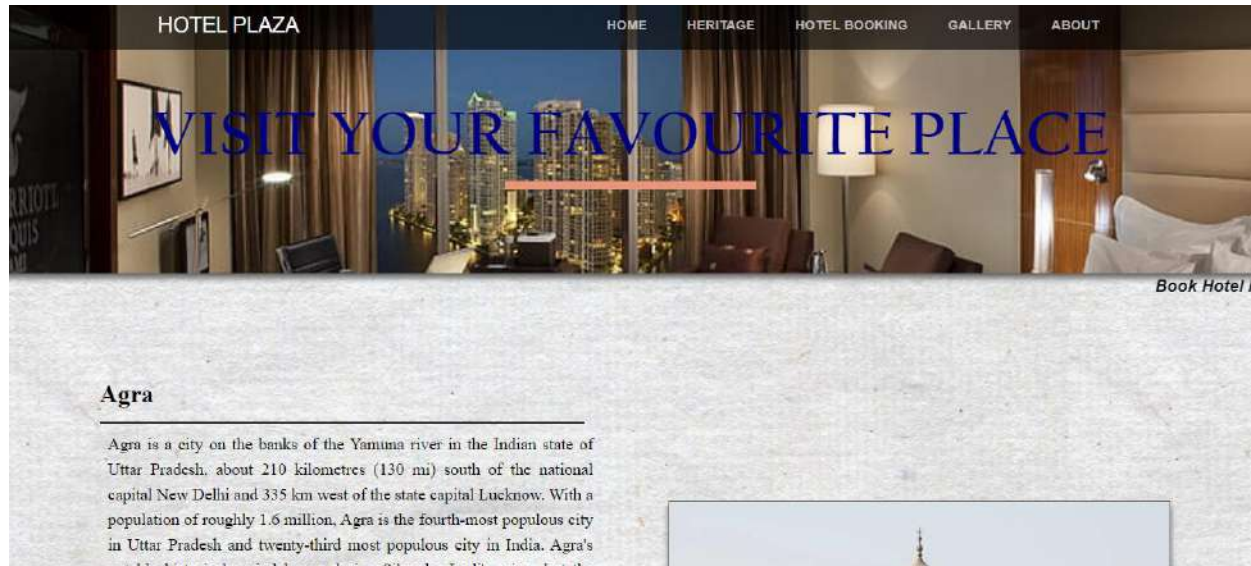 HOTEL PLAZA
HOME HERITAGE HOTEL BOOKING GALLERY ABOUT
VISIT YOUR FAVOURITE PLACE
RRIOTT
QUIS
MI
Book Hotel
Agra
Agra is a city on the banks of the Yamuna river in the Indian state of
Uttar Pradesh, about 210 kilometres (130 mi) south of the national
capital New Delhi and 335 km west of the state capital Lucknow. With a
population of roughly 1.6 million, Agra is the fourth-most populous city
in Uttar Pradesh and twenty-third most populous city in India. Agra's